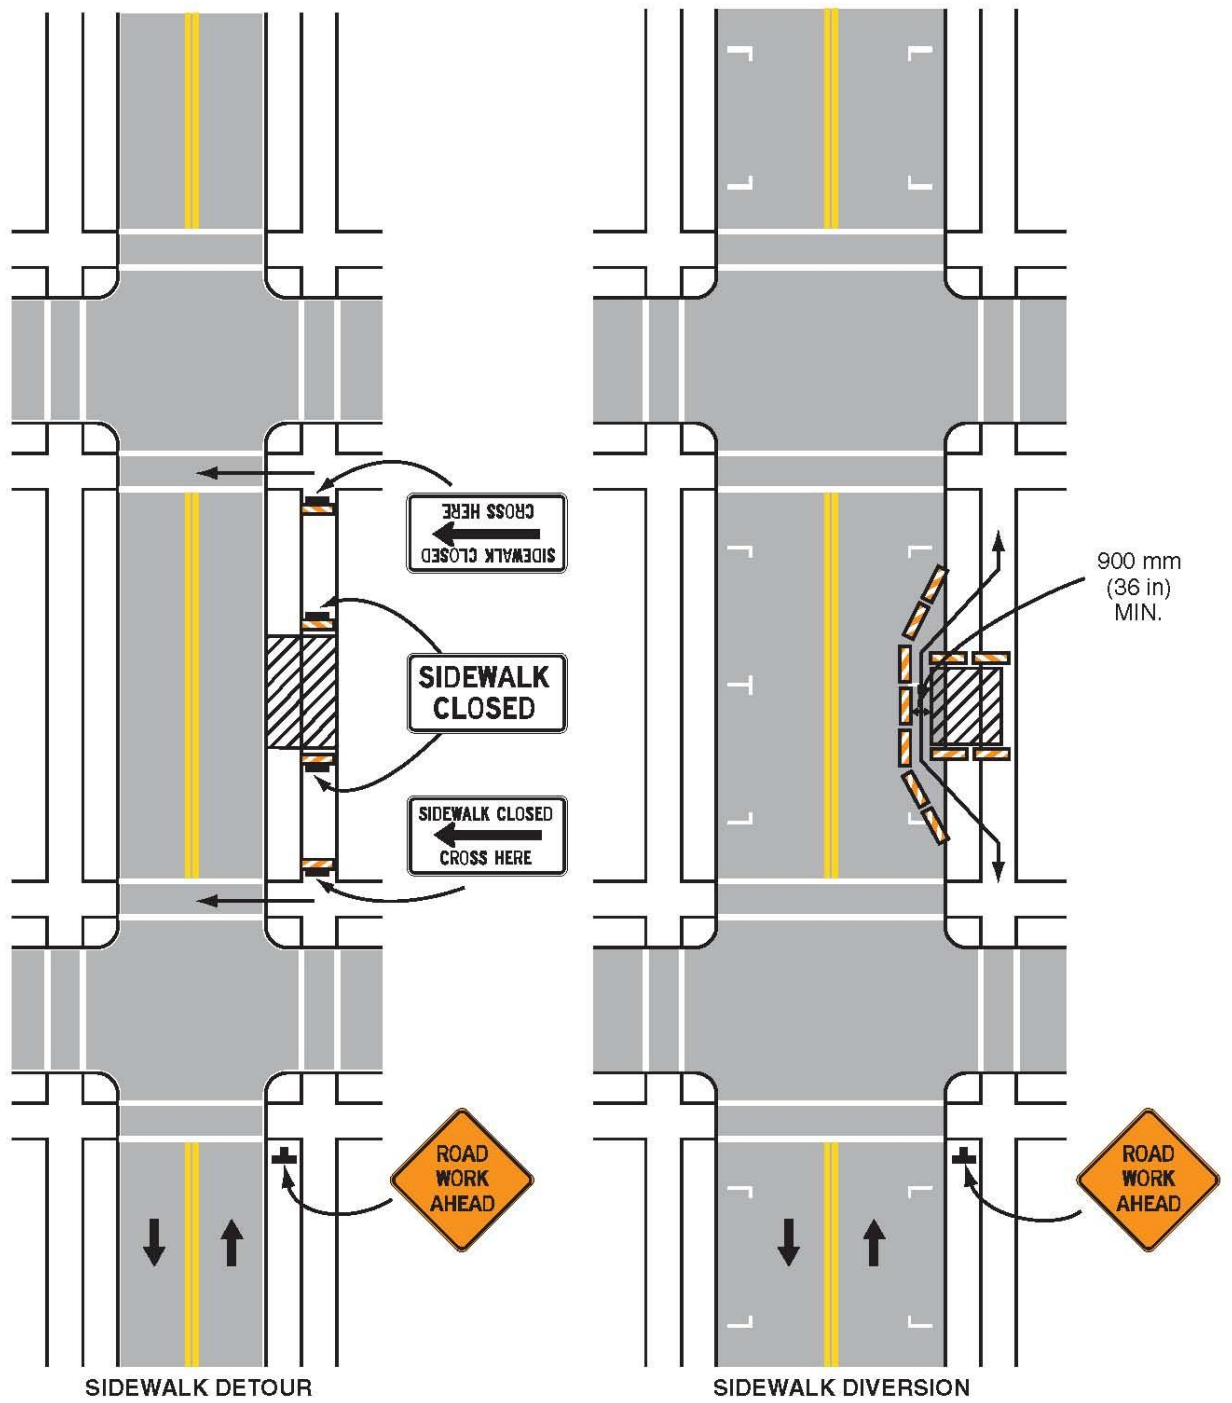 CROSS HERE
SIDEWALK CLOSED
900 mm
(36 in)
MIN.
SIDEWALK
CLOSED
SIDEWALK CLOSED
CROSS HERE
ROAD
WORK
AHEAD
ROAD
WORK
AHEAD
SIDEWALK DETOUR
SIDEWALK DIVERSION